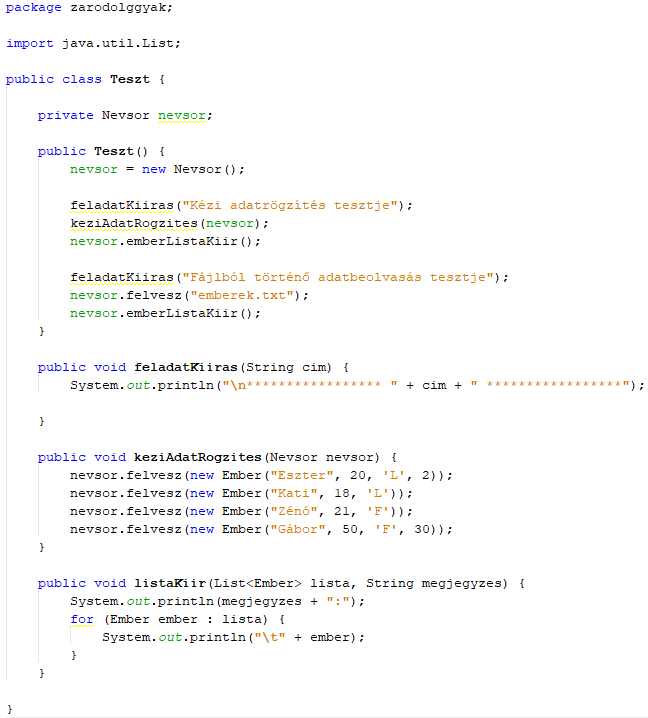 package zarodolggyak;
import java.util.List;
public class Teszt {
private Nevsor nevsor;
public Teszt() {
nevsor = new Nevsor();
feladatKiiras("Kézi adatrögzítés tesztje");
keziAdatRogzites(nevsor);
nevsor.emberListaKiir();
feladatKiiras("Fájlból történő adatbeolvasás tesztje");
nevsor.felvesz("emberek.txt");
nevsor.emberListaKiir();
}
public void feladatKiiras(String cim) {
System.out.println("\n***************** " + cim + " *****************");
}
public void keziAdatRogzites(Nevsor nevsor) {
nevsor.felvesz(new Ember("Eszter", 20, 'L', 2));
nevsor.felvesz(new Ember("Kati", 18, 'L'));
nevsor.felvesz(new Ember("Zénó", 21, 'F'));
nevsor.felvesz(new Ember("Gábor", 50, 'F', 30));
}
public void listaKiir(List<Ember> lista, String megjegyzes) {
System.out.println(megjegyzes + ":");
for (Ember ember : lista) {
System.out.println("\t" + ember);
}
}
}